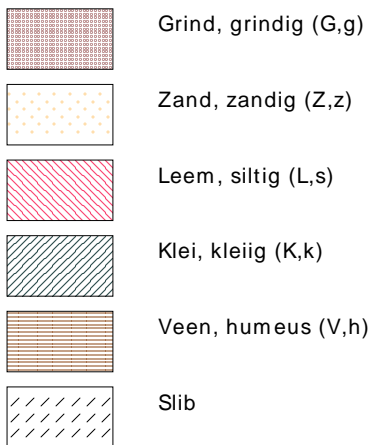 Grind, grindig (G,g)
Zand, zandig (Z,z)
Leem, siltig (L,s)
Klei, kleiig (K,k)
Veen, humeus (V,h)
Slib